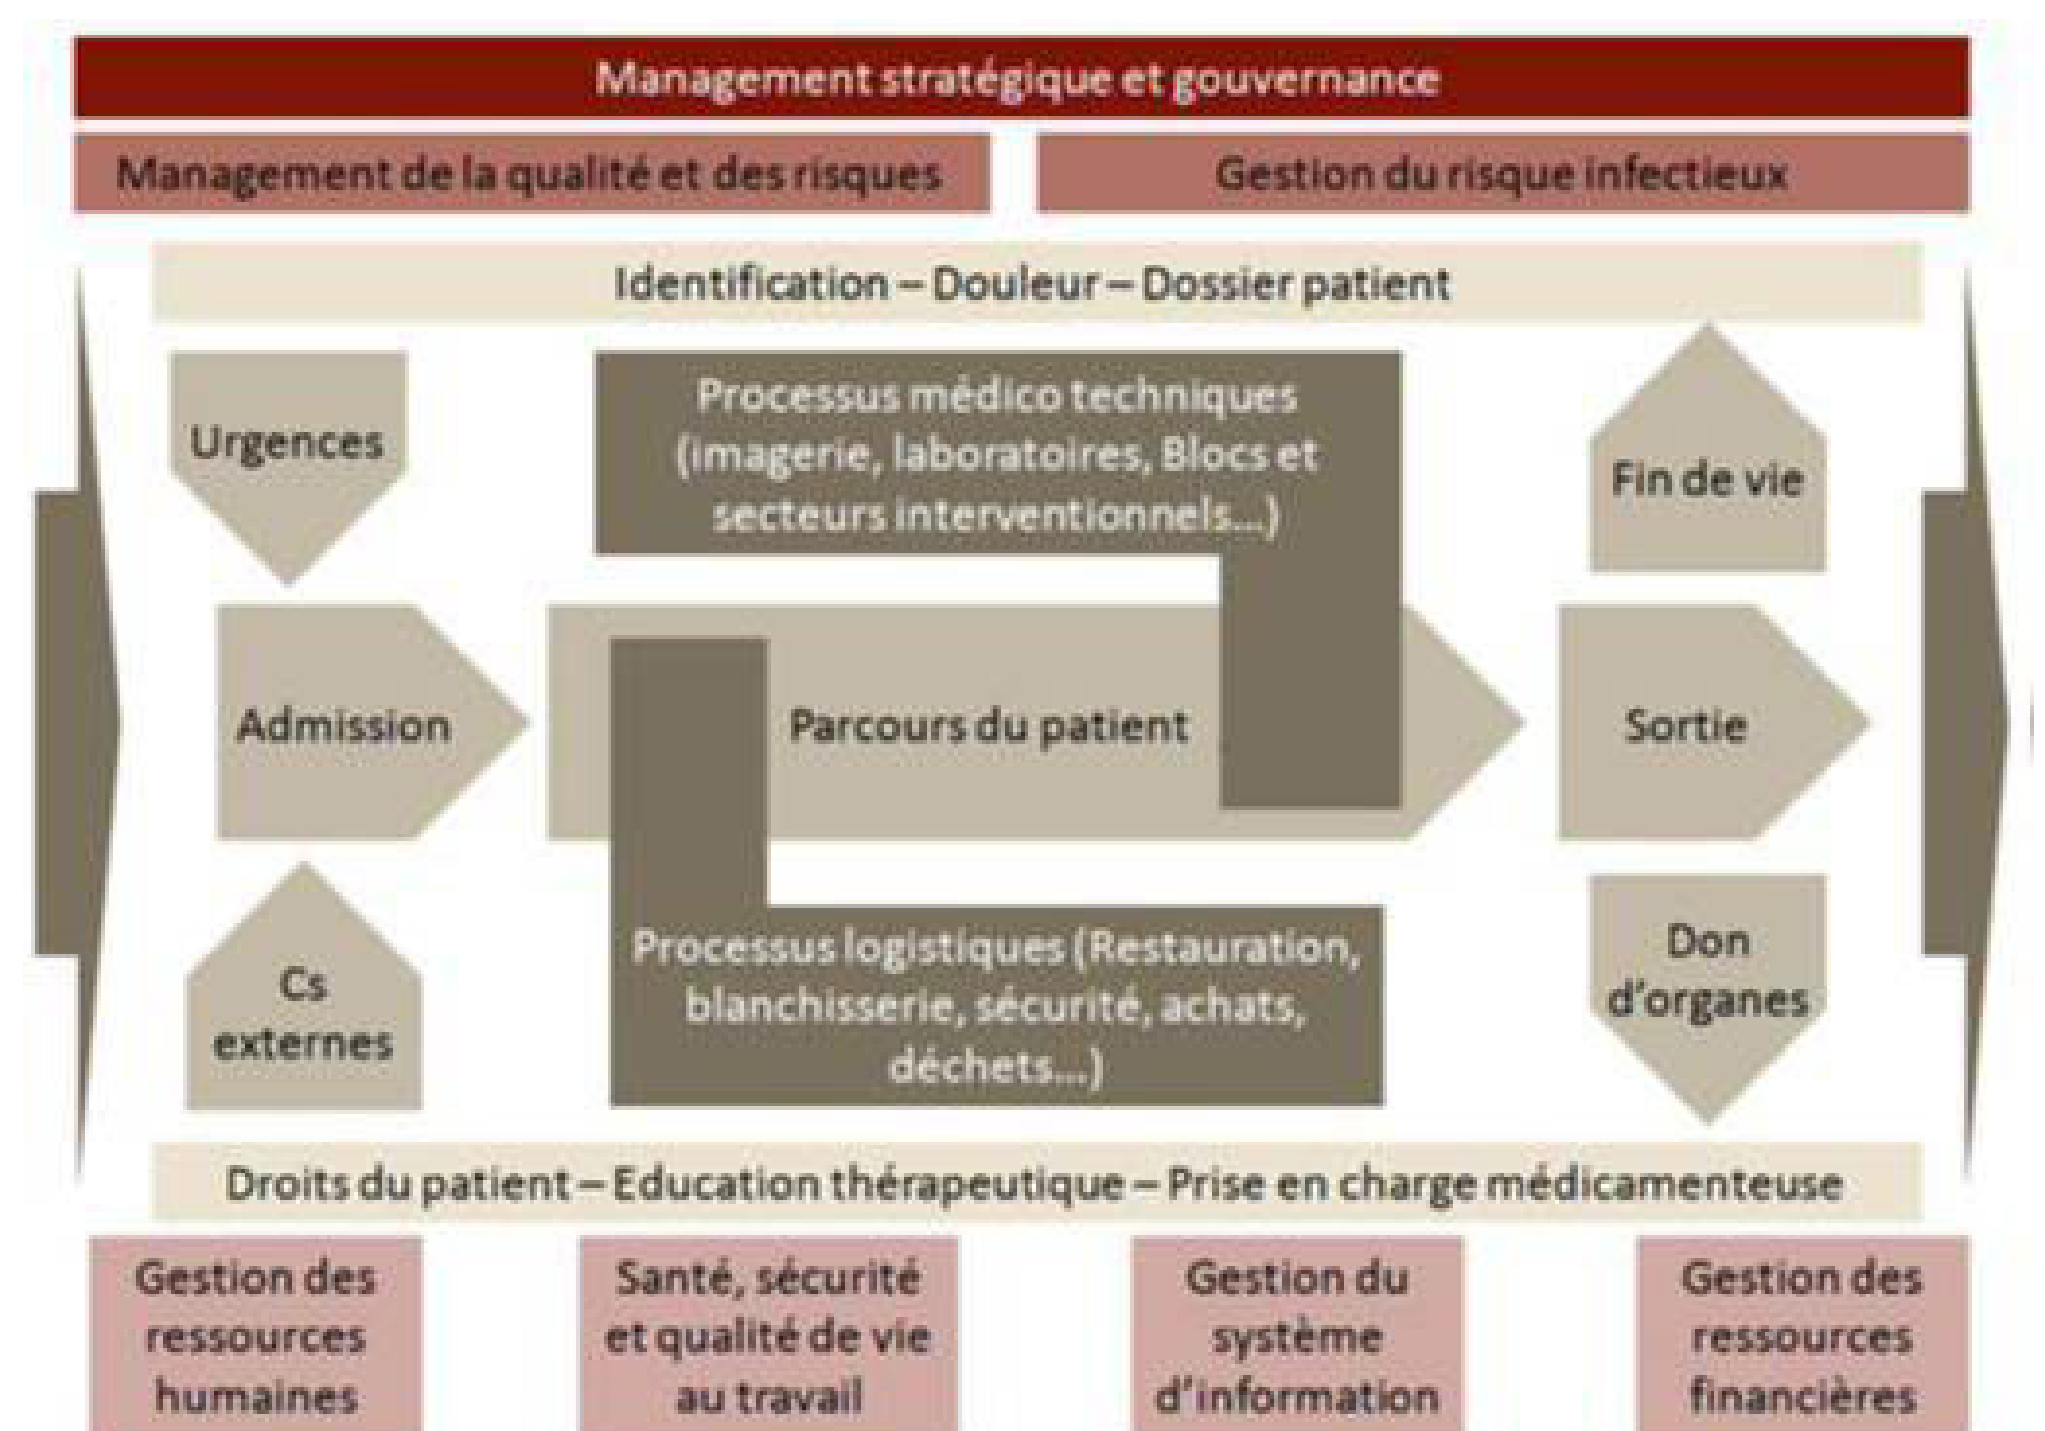 Management stratégique et gouvernance
Management de la qualité et des risques
Gestion du risque infectieux
Identification – Douleur – Dossier patient
Urgences
Processus médico techniques
(imagerie, laboratoires, Blocs et
secteurs interventionnels...)
Fin de vie
Admission
Parcours du patient
Sortie
Cs
externes
Processus logistiques (Restauration,
blanchisserie, sécurité, achats,
déchets...)
Don
d'organes
Droits du patient – Education thérapeutique – Prise en charge médicamenteuse
Gestion des
ressources
humaines
Santé, sécurité
et qualité de vie
au travail
Gestion du
système
d'information
Gestion des
ressources
financières